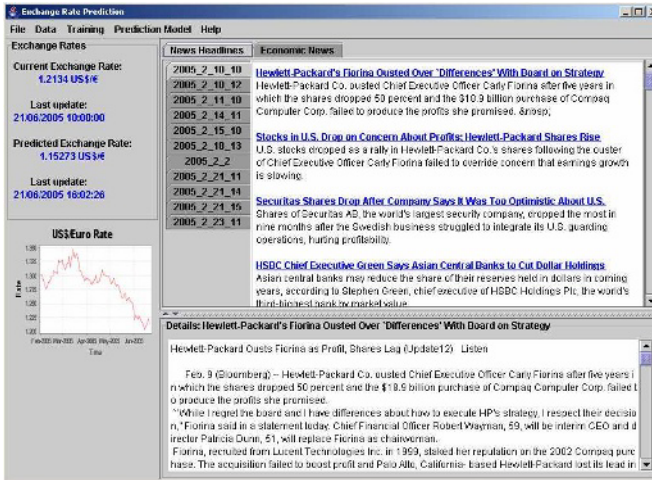 Exchange Rate Prediction
File Data Training Prediction Model Help
Exchange Rates
Current Exchange Rate:
1.2134 US$/€
Last update:
21/06/2005 10:00:00
Predicted Exchange Rate:
1.15273 US$/€
Last update:
21/06/2005 16:02:26
US$/Euro Rate
Rate
Feb-2005 Mar-2005 Apr-2005 May-2005 Jun-2005
Time
News Headlines Economic News
2005_2_10_10
2005_2_10_12
2005_2_11_10
2005_2_14_11
2005_2_15_10
2005_2_18_13
2005_2_2
2005_2_21_11
2005_2_21_14
2005_2_21_15
2005_2_23_11
Hewlett-Packard's Fiorina Ousted Over `Differences' With Board on Strategy
Hewlett-Packard Co. ousted Chief Executive Officer Carly Fiorina after five years in
which the shares dropped 50 percent and the $18.9 billion purchase of Compaq
Computer Corp. failed to produce the profits she promised. &nbsp;
Stocks in U.S. Drop on Concern About Profits; Hewlett-Packard Shares Rise
U.S. stocks dropped as a rally in Hewlett-Packard Co.'s shares following the ouster
of Chief Executive Officer Carly Fiorina failed to override concern that earnings growth
is slowing.
Securitas Shares Drop After Company Says It Was Too Optimistic About U.S.
Shares of Securitas AB, the world's largest security company, dropped the most in
nine months after the Swedish business struggled to integrate its U.S. guarding
operations, hurting profitability.
HSBC Chief Executive Green Says Asian Central Banks to Cut Dollar Holdings
Asian central banks may reduce the share of their reserves held in dollars in coming
years, according to Stephen Green, chief executive of HSBC Holdings Plc, the world's
third-biggest bank by market value.
Details: Hewlett-Packard's Fiorina Ousted Over `Differences' With Board on Strategy
Hewlett-Packard Ousts Fiorina as Profit, Shares Lag (Update12) Listen
Feb. 9 (Bloomberg) -- Hewlett-Packard Co. ousted Chief Executive Officer Carly Fiorina after five years i
n which the shares dropped 50 percent and the $18.9 billion purchase of Compaq Computer Corp. failed t
o produce the profits she promised.
``While I regret the board and I have differences about how to execute HP's strategy, I respect their decisio
n,'' Fiorina said in a statement today. Chief Financial Officer Robert Wayman, 59, will be interim CEO and d
irector Patricia Dunn, 51, will replace Fiorina as chairwoman.
Fiorina, recruited from Lucent Technologies Inc. in 1999, staked her reputation on the 2002 Compaq purc
hase. The acquisition failed to boost profit and Palo Alto, California- based Hewlett-Packard lost its lead in